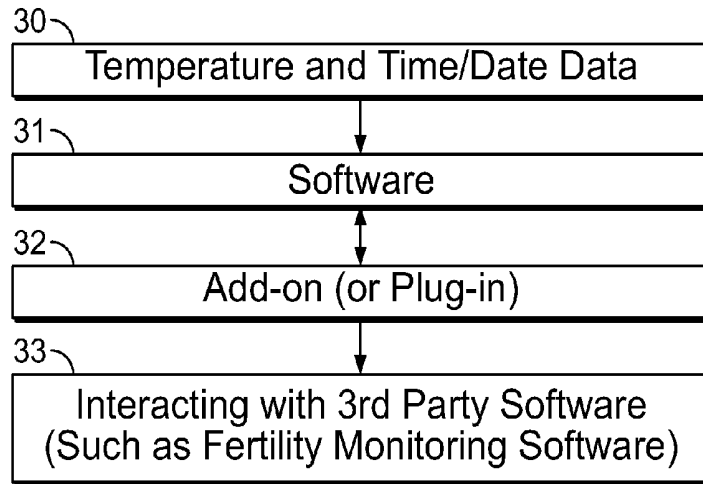 30
Temperature and Time/Date Data
31
Software
32
Add-on (or Plug-in)
33
Interacting with 3rd Party Software
(Such as Fertility Monitoring Software)